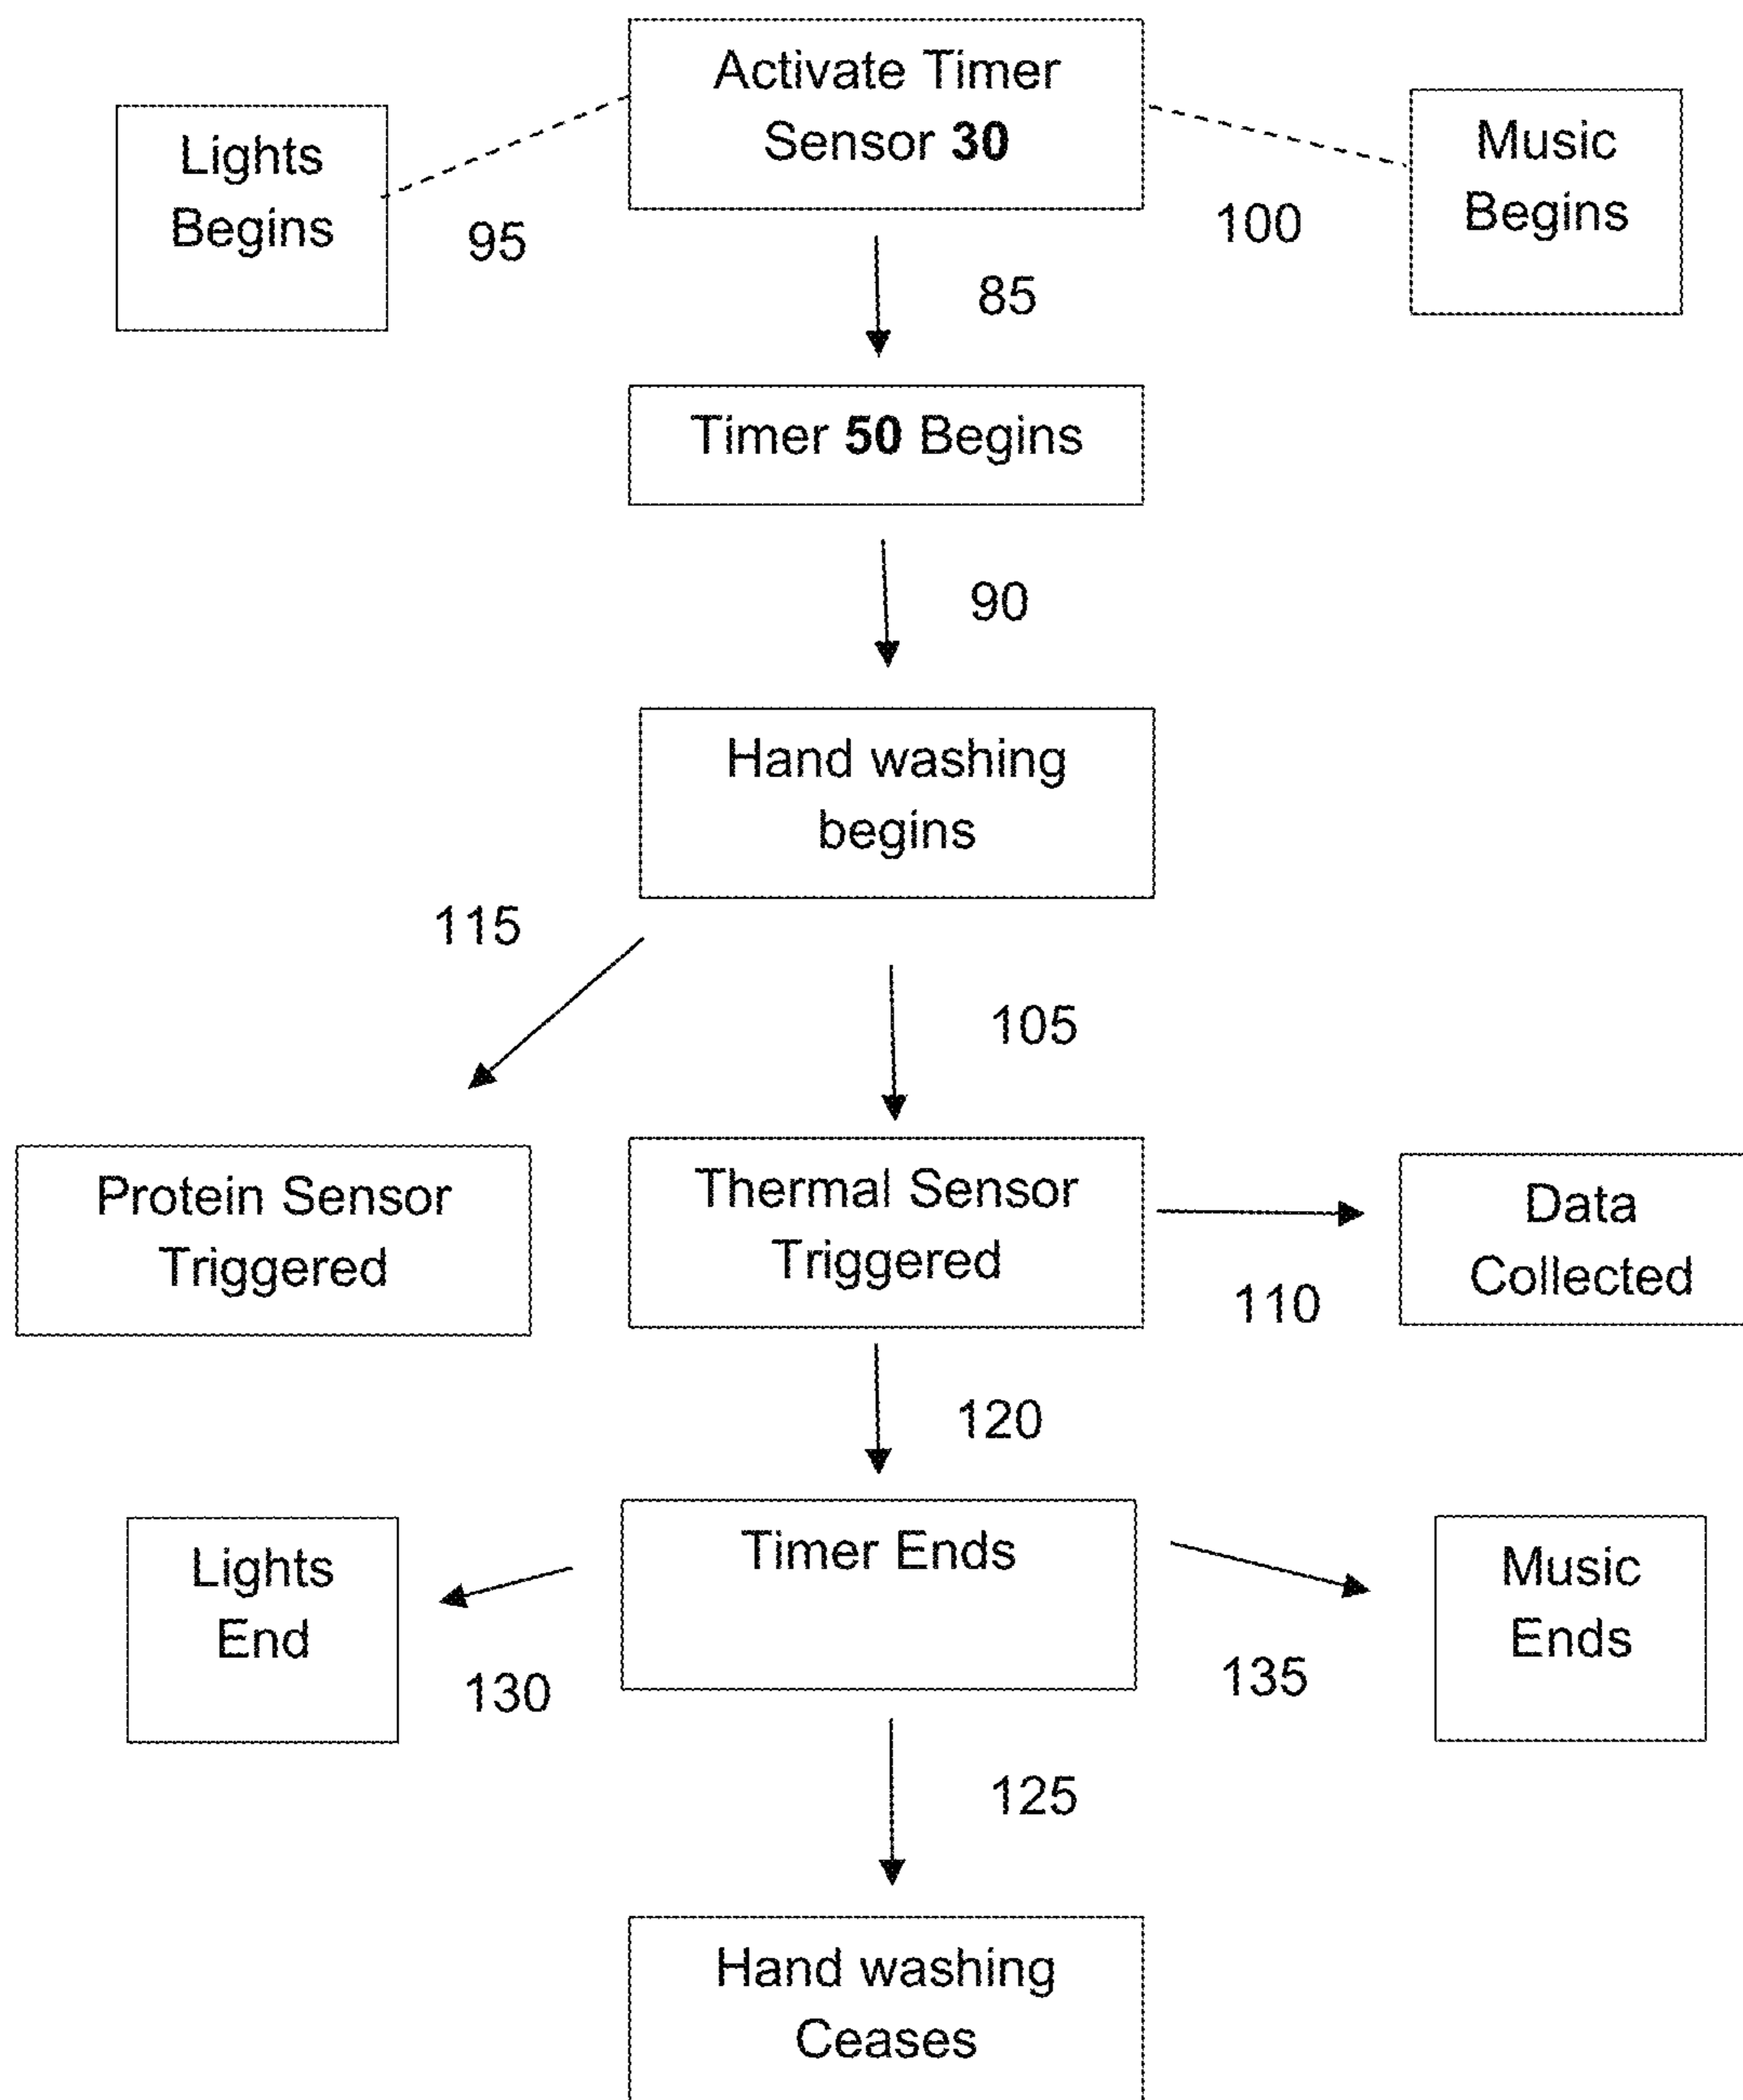 Activate Timer
Sensor 30
Lights
Begins
Music
Begins
95
100
85
Timer 50 Begins
90
Hand washing
begins
115
105
Protein Sensor
Triggered
Thermal Sensor
Triggered
Data
Collected
110
120
Lights
End
Timer Ends
Music
Ends
130
135
125
Hand washing
Ceases